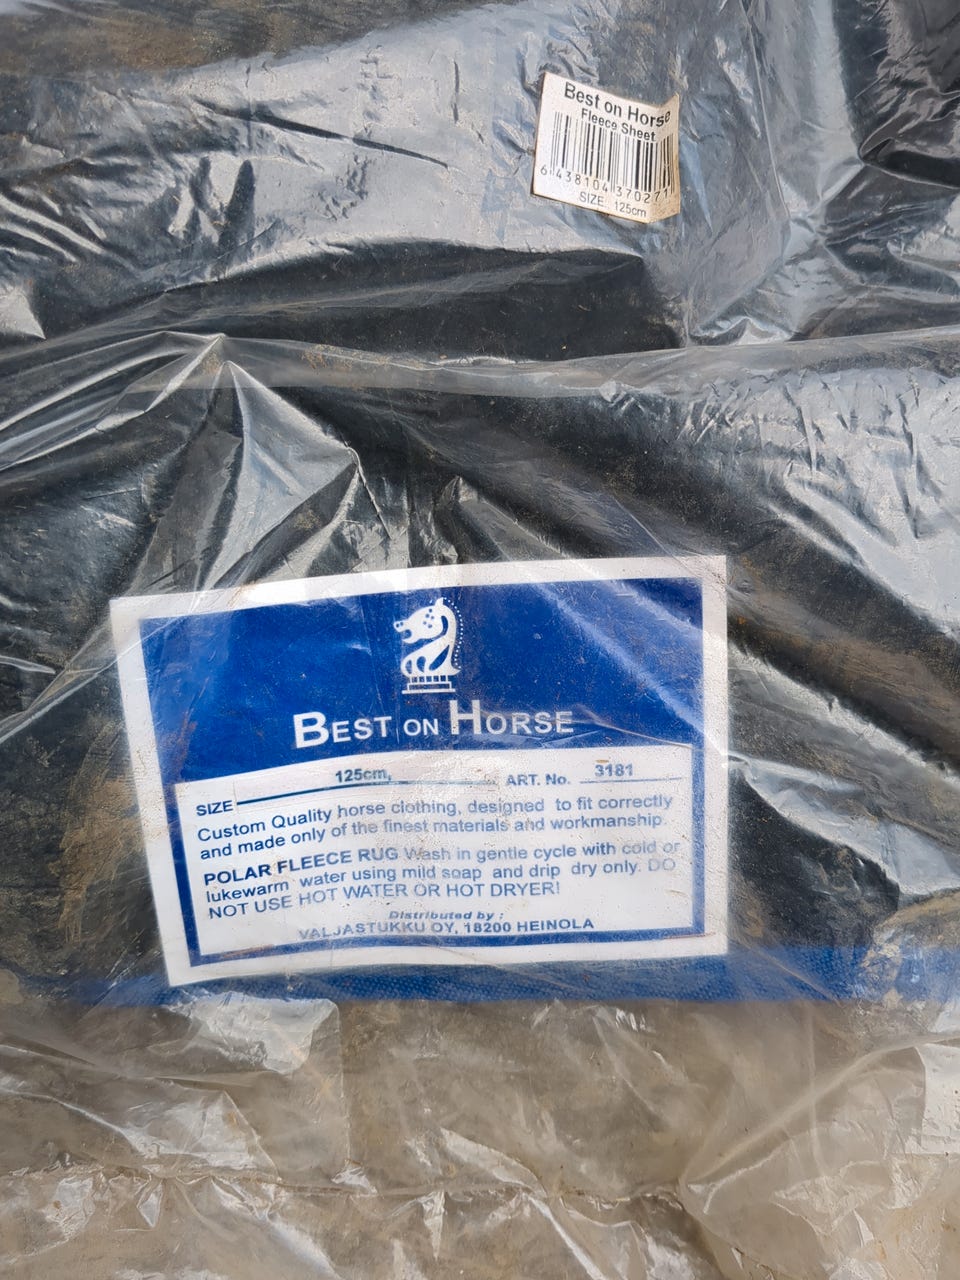 Best on Horse
Fleece Sheet
6 438104 370271
SIZE: 125cm
BEST ON HORSE
SIZE 125cm, ART. No. 3181
Custom Quality horse clothing, designed to fit correctly
and made only of the finest materials and workmanship.
POLAR FLEECE RUG Wash in gentle cycle with cold or
lukewarm water using mild soap and drip dry only. DO
NOT USE HOT WATER OR HOT DRYER!
Distributed by :
VALJASTUKKU OY, 18200 HEINOLA